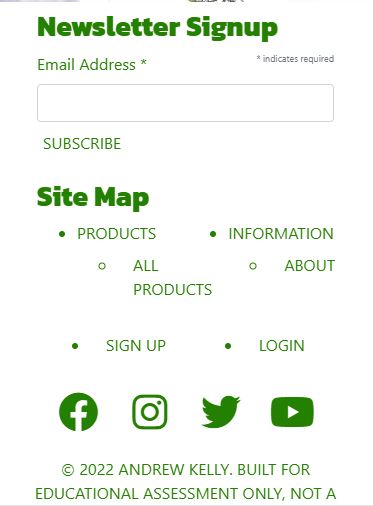 Newsletter Signup
* indicates required
Email Address *
SUBSCRIBE
Site Map
PRODUCTS
ALL
PRODUCTS
INFORMATION
ABOUT
SIGN UP
LOGIN
© 2022 ANDREW KELLY. BUILT FOR
EDUCATIONAL ASSESSMENT ONLY, NOT A